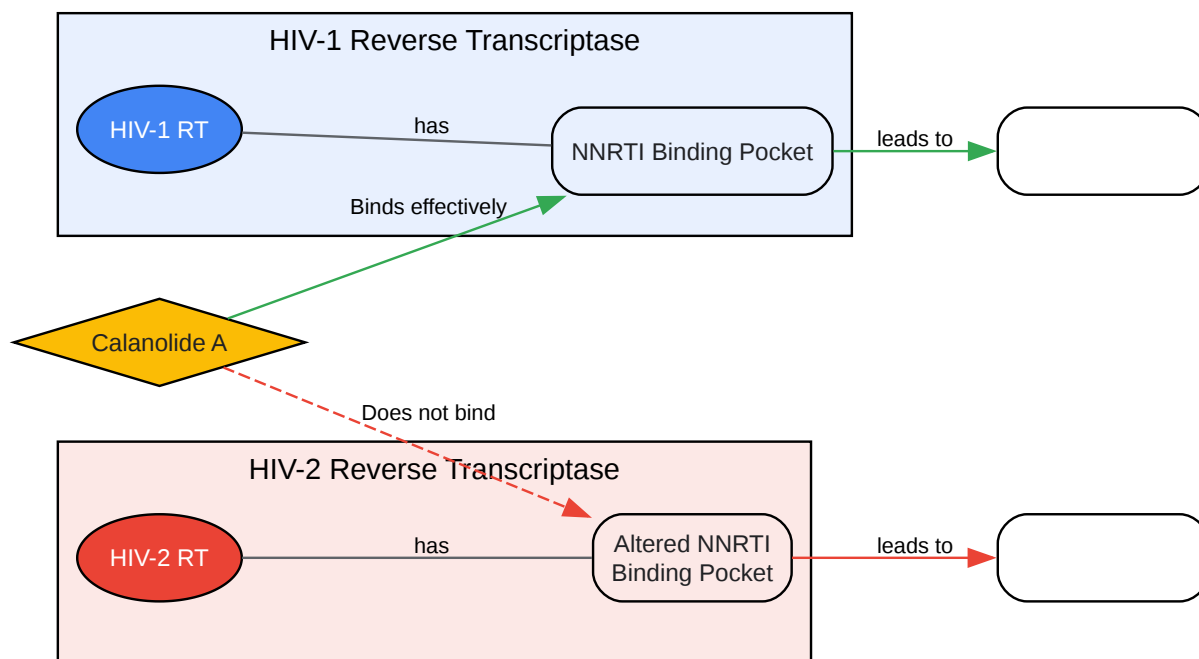 HIV-1 Reverse Transcriptase
HIV-1 RT
has
NNRTI Binding Pocket
leads to
Binds effectively
Calanolide A
Does not bind
HIV-2 Reverse Transcriptase
HIV-2 RT
has
Altered NNRTI
Binding Pocket
leads to